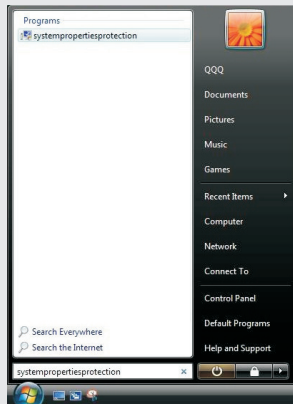 Programs
systempropertiesprotection
Search Everywhere
Search the Internet
systempropertiesprotection
QQQ
Documents
Pictures
Music
Games
Recent Items
Computer
Network
Connect To
Control Panel
Default Programs
Help and Support